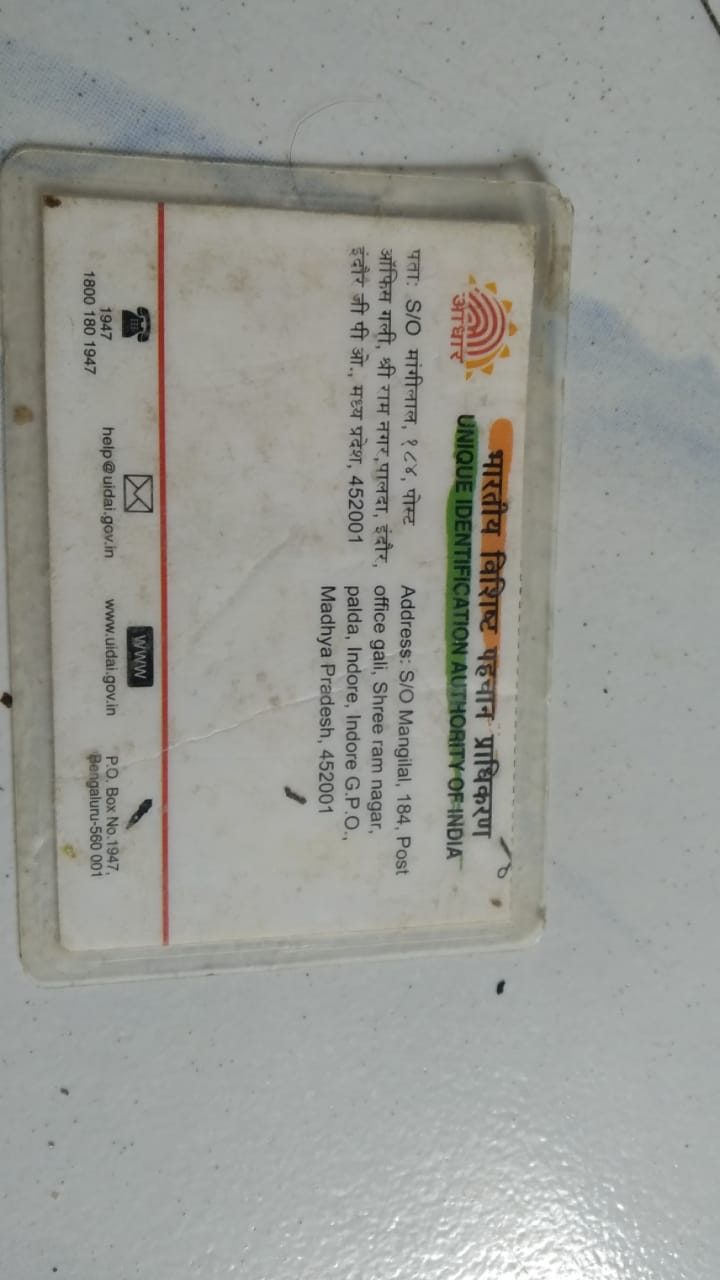 भारतीय विशिष्ट पहचान प्राधिकरण
UNIQUE IDENTIFICATION AUTHORITY OF INDIA
आधार
पता: S/O मांगीलाल, १८४, पोस्ट
ऑफिस गली, श्री राम नगर,पालदा, इंदौर,
इंदौर जी पी ओ., मध्य प्रदेश, 452001
Address: S/O Mangilal, 184, Post
office gali, Shree ram nagar,
palda, Indore, Indore G.P.O.,
Madhya Pradesh, 452001
1947
1800 180 1947
help@uidai.gov.in
www
www.uidai.gov.in
P.O. Box No.1947,
Bengaluru-560 001